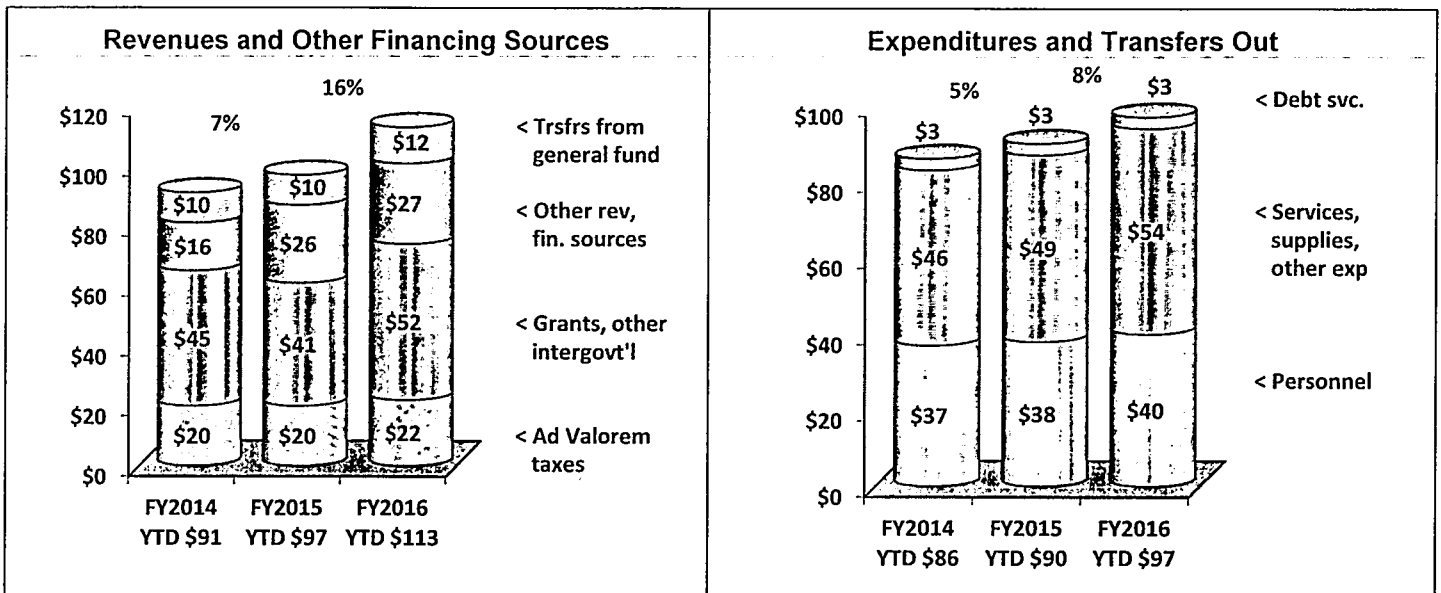 Revenues and Other Financing Sources
16%
7%
$120
$100
$80
$60
$40
$20
$0
$10
$16
$45
$20
$10
$26
$41
$20
$12
$27
$52
$22
< Trsfrs from
general fund
< Other rev,
fin. sources
< Grants, other
intergovt'l
< Ad Valorem
taxes
FY2014 FY2015 FY2016
YTD $91 YTD $97 YTD $113
Expenditures and Transfers Out
5%
8%
$100
$80
$60
$40
$20
$0
$3
$46
$37
$3
$49
$38
$3
$54
$40
< Debt svc.
< Services,
supplies,
other exp
< Personnel
FY2014 FY2015 FY2016
YTD $86 YTD $90 YTD $97